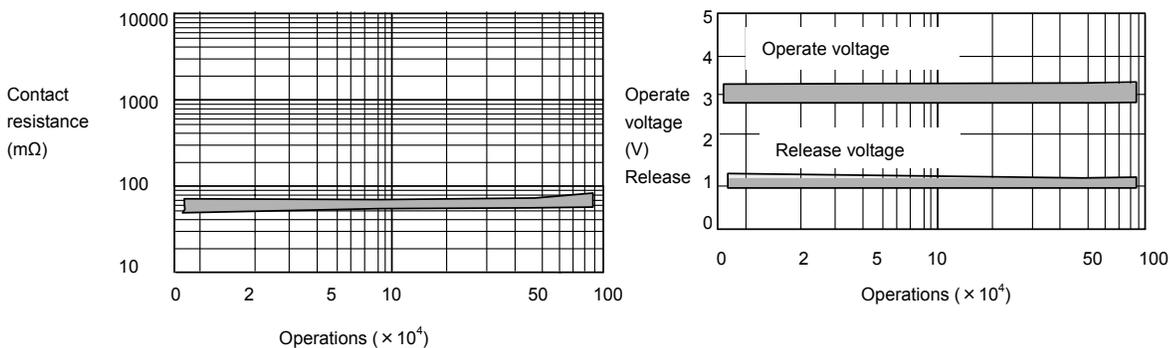 10000
1000
100
10
Contact
resistance
(mΩ)
0 2 5 10 50 100
Operations (×10⁴)
5
4
3
2
1
0
Operate
voltage
(V)
Release
Operate voltage
Release voltage
0 2 5 10 50 100
Operations (×10⁴)